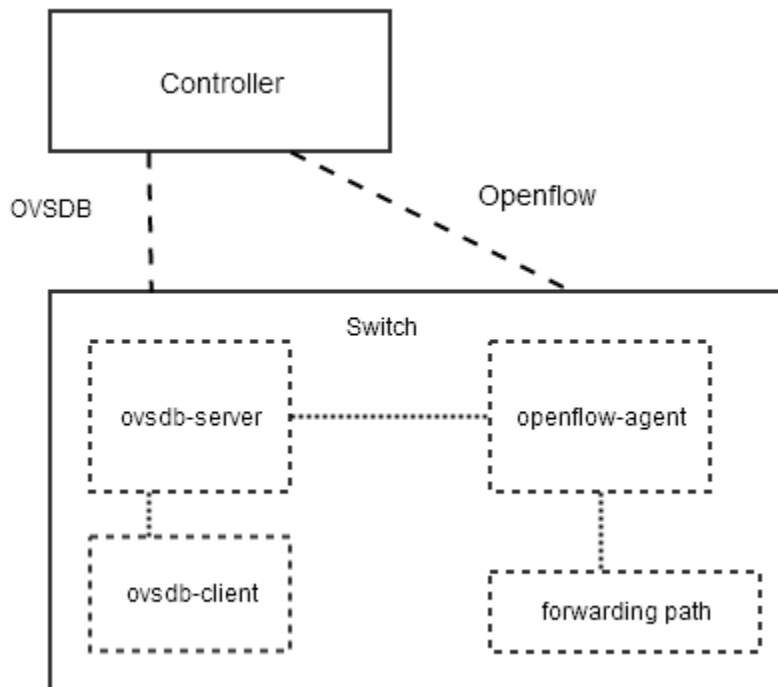 Controller
OVSDB
Openflow
Switch
ovsdb-server
openflow-agent
ovsdb-client
forwarding path